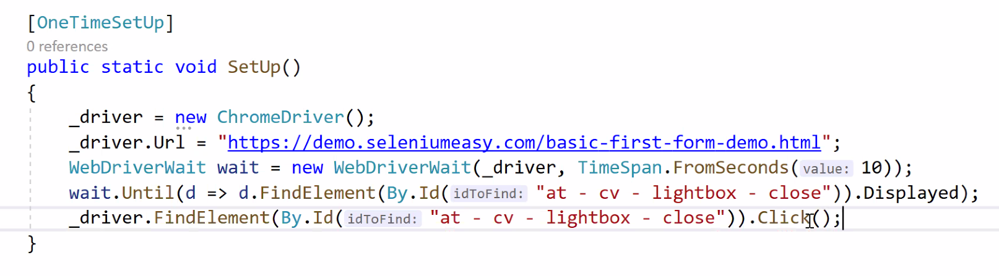 [OneTimeSetUp]
0 references
public static void SetUp()
{
_driver = new ChromeDriver();
_driver.Url = "https://demo.seleniumeasy.com/basic-first-form-demo.html";
WebDriverWait wait = new WebDriverWait(_driver, TimeSpan.FromSeconds(value: 10));
wait.Until(d => d.FindElement(By.Id(idToFind: "at - cv - lightbox - close")).Displayed);
_driver.FindElement(By.Id(idToFind: "at - cv - lightbox - close")).Click();
}